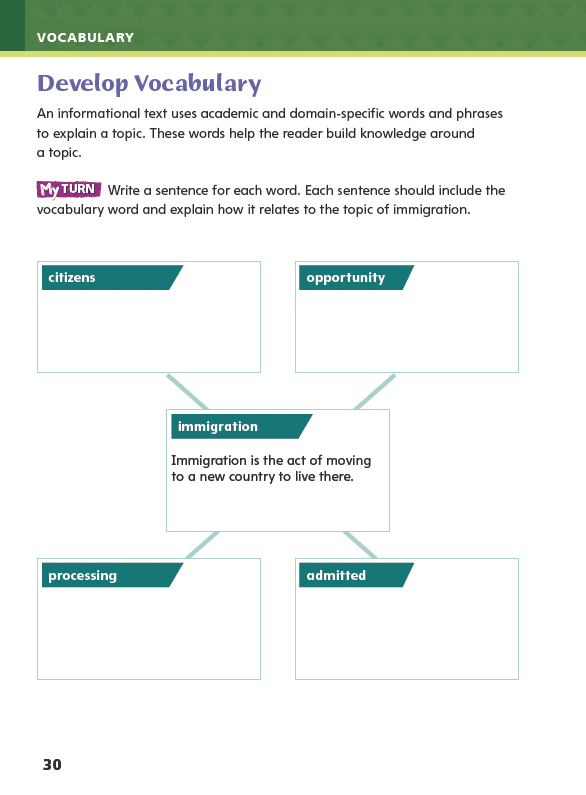 VOCABULARY
Develop Vocabulary
An informational text uses academic and domain-specific words and phrases
to explain a topic. These words help the reader build knowledge around
a topic.
My TURN Write a sentence for each word. Each sentence should include the
vocabulary word and explain how it relates to the topic of immigration.
citizens
opportunity
immigration
Immigration is the act of moving
to a new country to live there.
processing
admitted
30